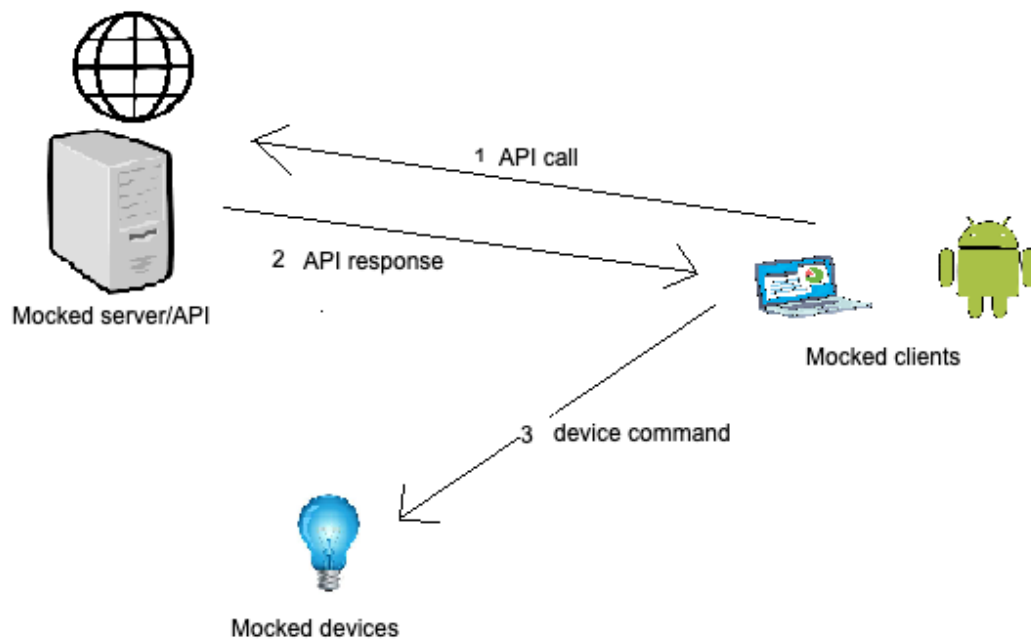 1 API call
2 API response
Mocked server/API
Mocked clients
3 device command
Mocked devices